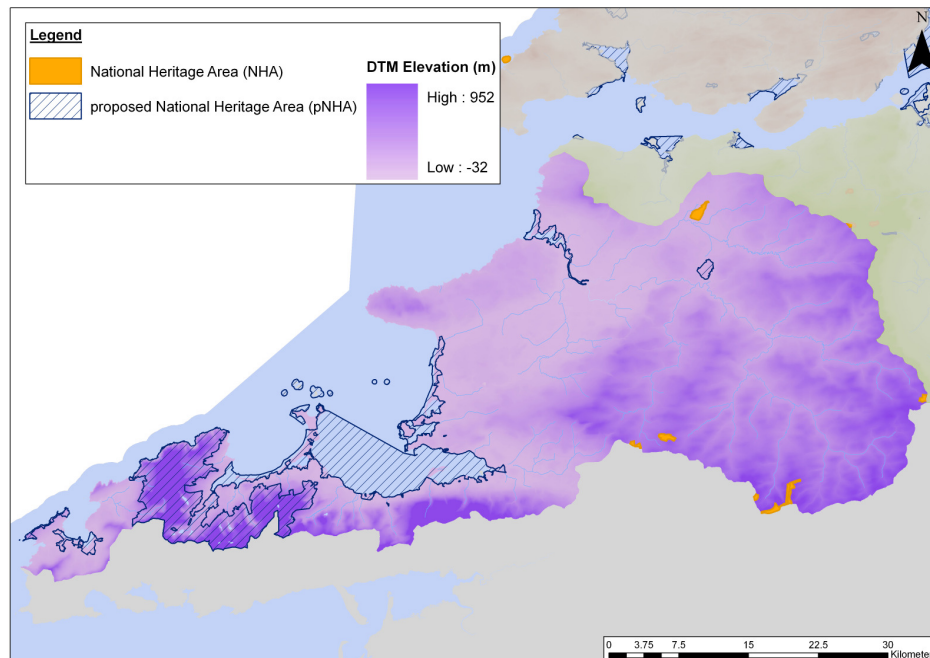 Legend
National Heritage Area (NHA)
proposed National Heritage Area (pNHA)
DTM Elevation (m)
High : 952
Low : -32
N
0 3.75 7.5 15 22.5 30
Kilomete